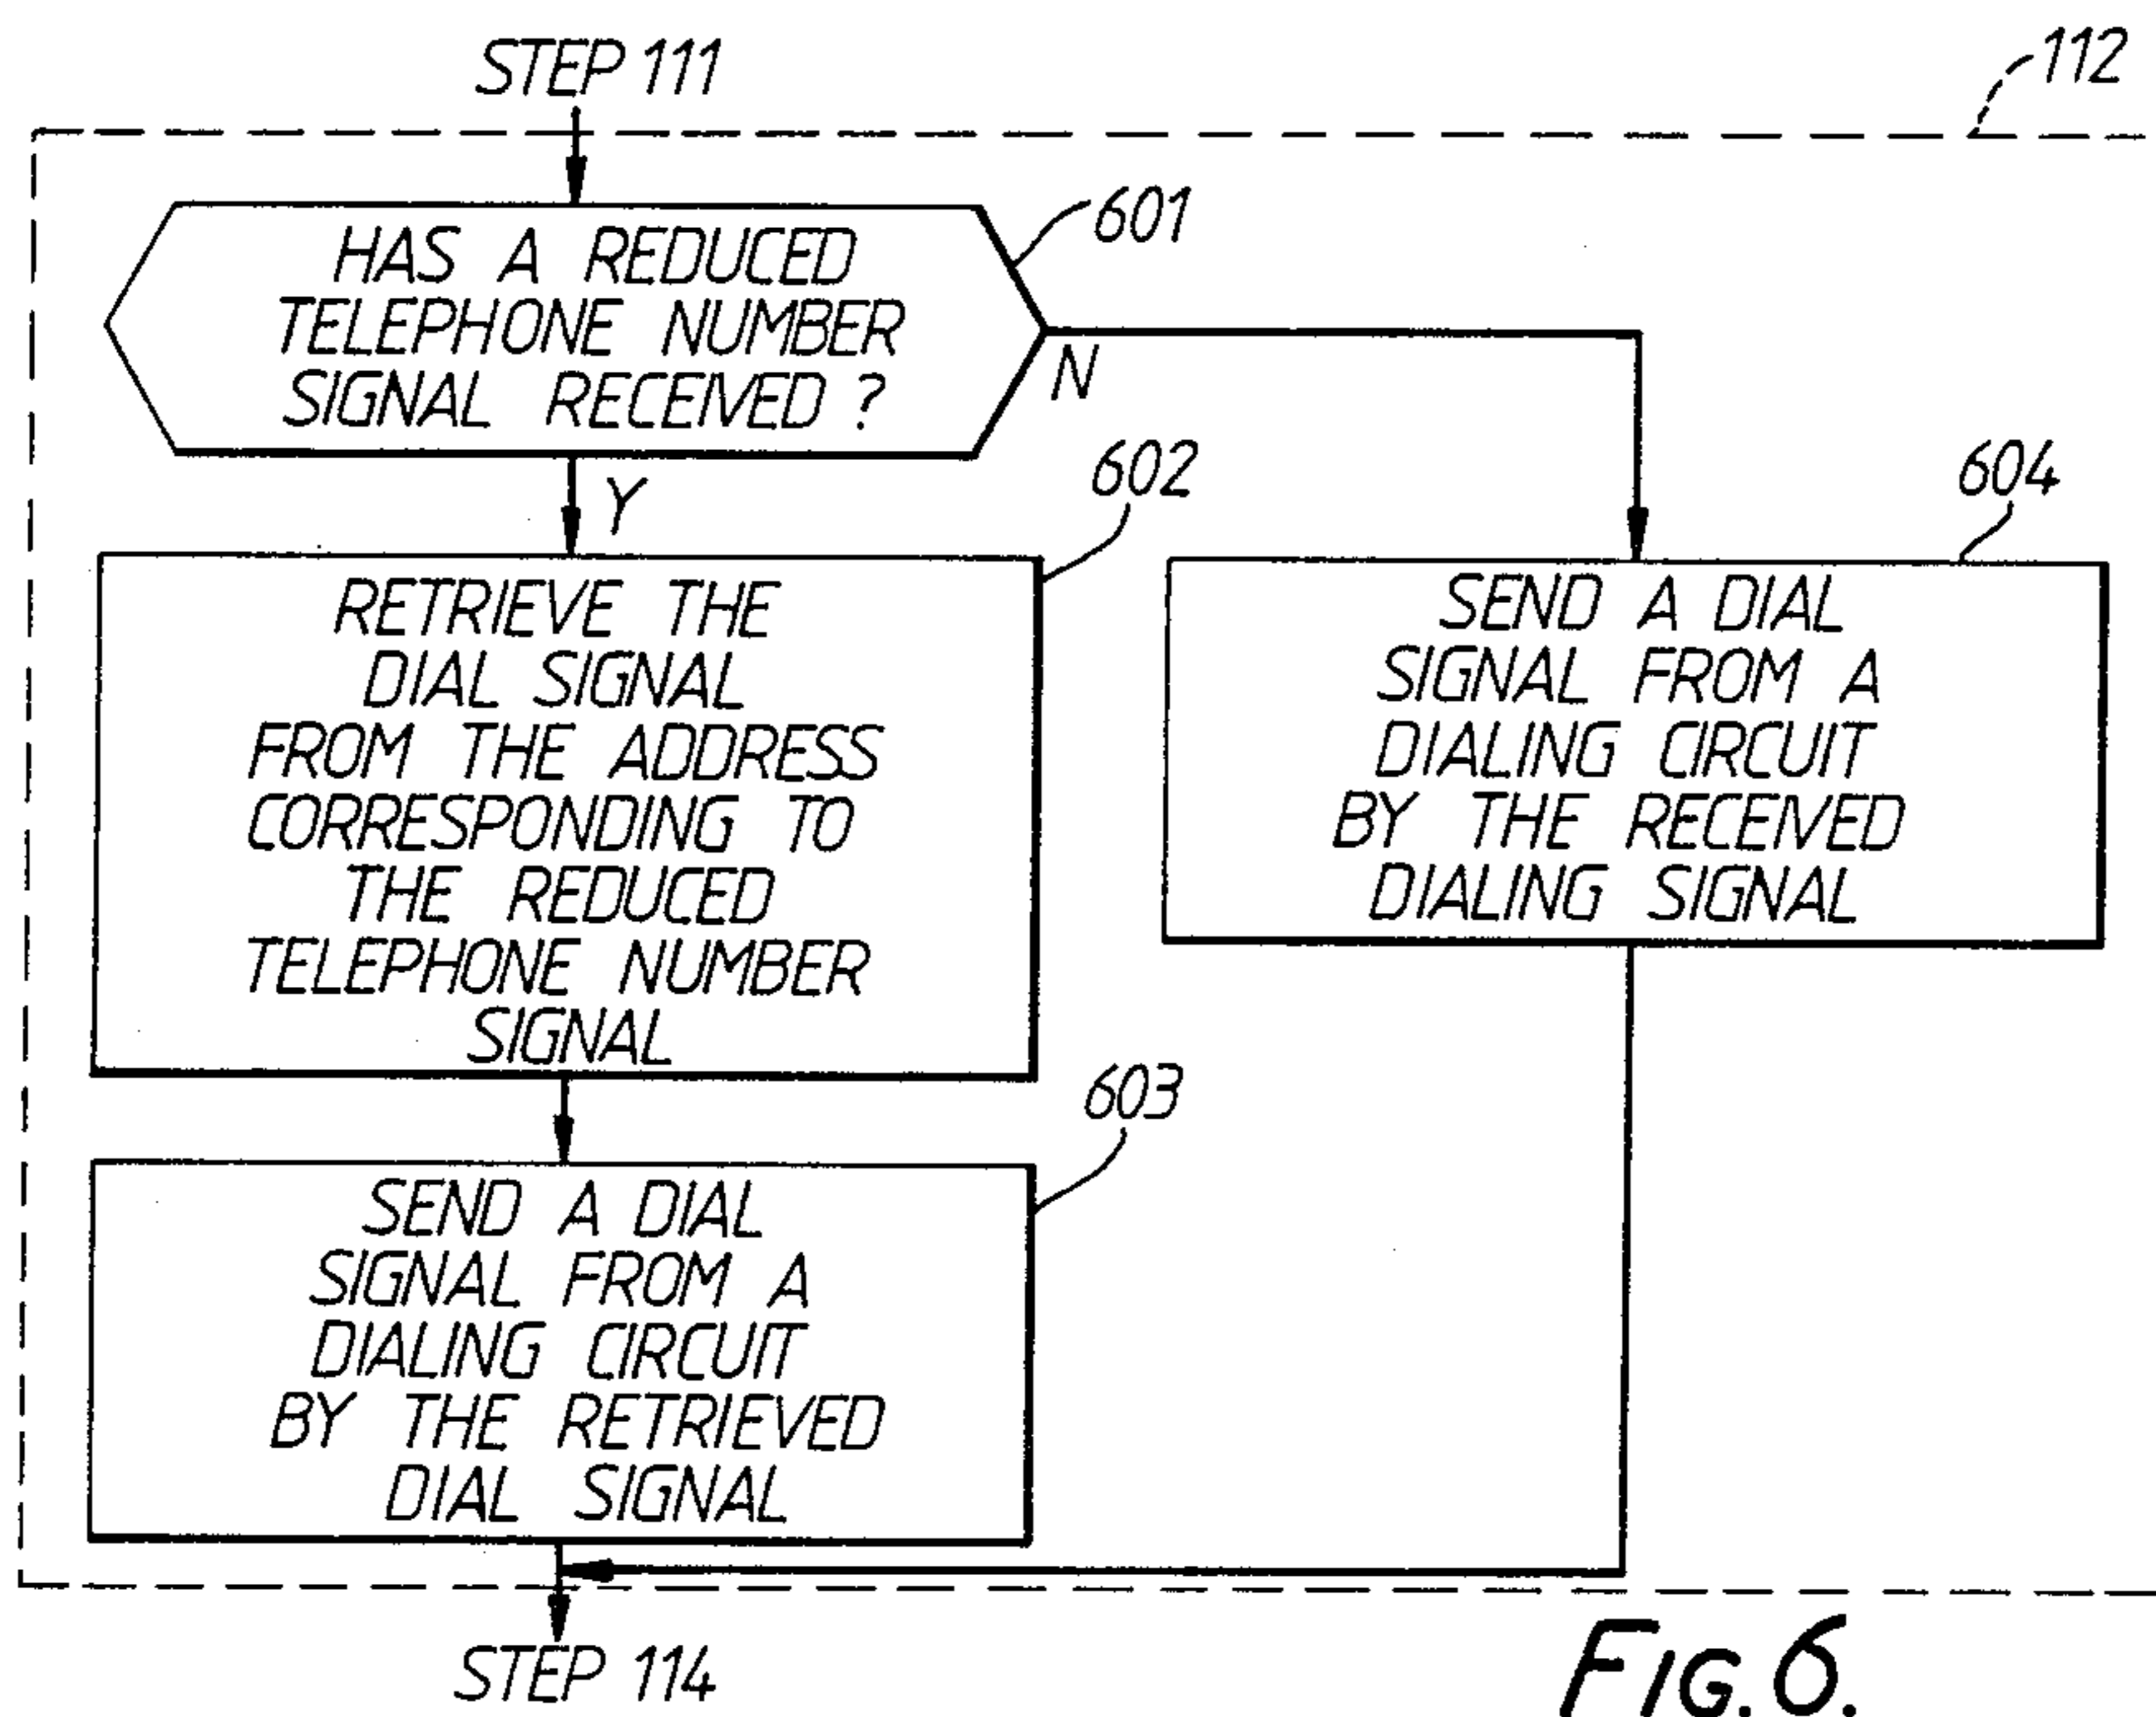 STEP 111
112
HAS A REDUCED
TELEPHONE NUMBER
SIGNAL RECEIVED ?
601
N
Y
602
RETRIEVE THE
DIAL SIGNAL
FROM THE ADDRESS
CORRESPONDING TO
THE REDUCED
TELEPHONE NUMBER
SIGNAL
604
SEND A DIAL
SIGNAL FROM A
DIALING CIRCUIT
BY THE RECEIVED
DIALING SIGNAL
603
SEND A DIAL
SIGNAL FROM A
DIALING CIRCUIT
BY THE RETRIEVED
DIAL SIGNAL
STEP 114
FIG. 6.